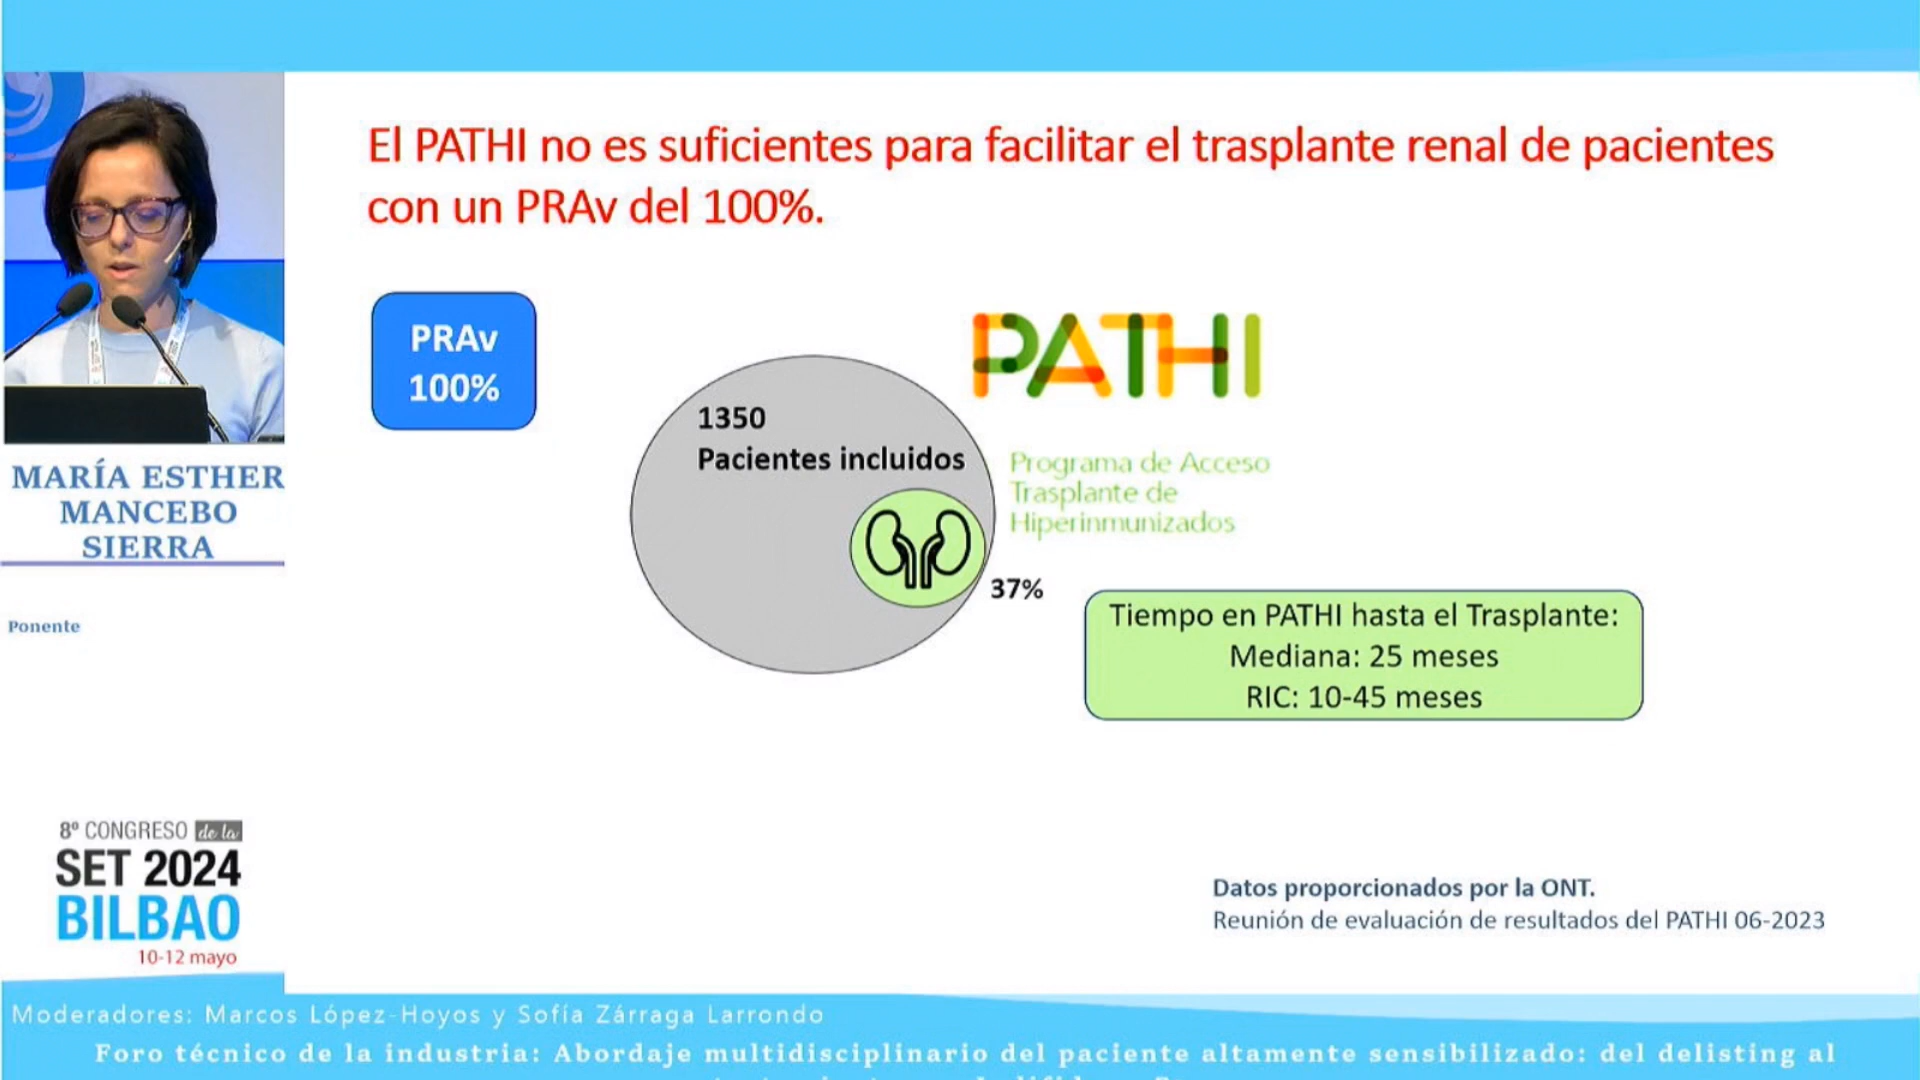 El PATHI no es suficientes para facilitar el trasplante renal de pacientes
con un PRAv del 100%.
PRAv
100%
1350
Pacientes incluidos
PATHI
Programa de Acceso
Trasplante de
Hiperinmunizados
37%
Tiempo en PATHI hasta el Trasplante:
Mediana: 25 meses
RIC: 10-45 meses
MARÍA ESTHER
MANCEBO
SIERRA
Ponente
8º CONGRESO de la
SET 2024
BILBAO
10-12 mayo
Datos proporcionados por la ONT.
Reunión de evaluación de resultados del PATHI 06-2023
Moderadores: Marcos López-Hoyos y Sofía Zárraga Larrondo
Foro técnico de la industria: Abordaje multidisciplinario del paciente altamente sensibilizado: del delisting al